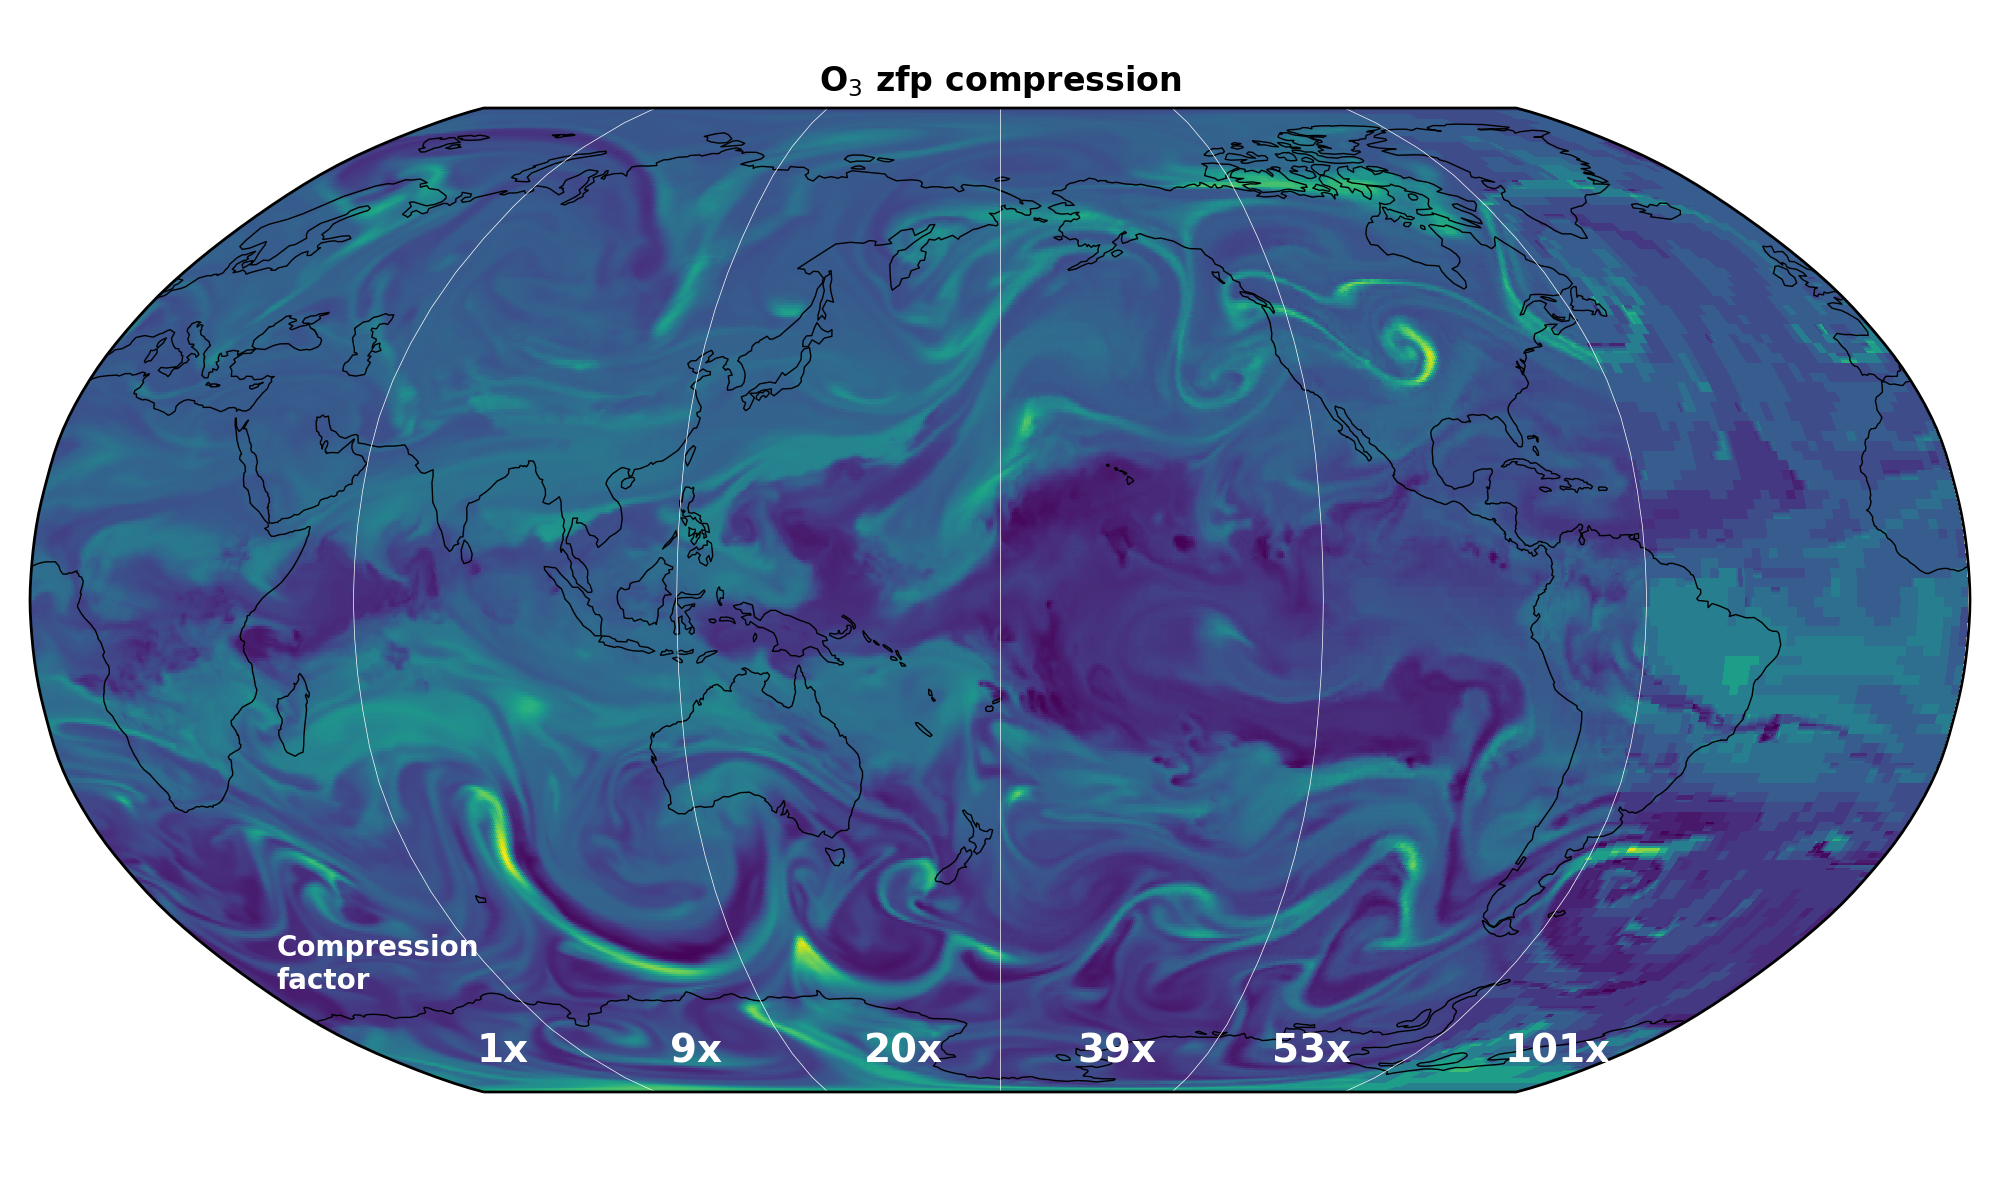 O₃ zfp compression
Compression
factor
1x 9x 20x 39x 53x 101x